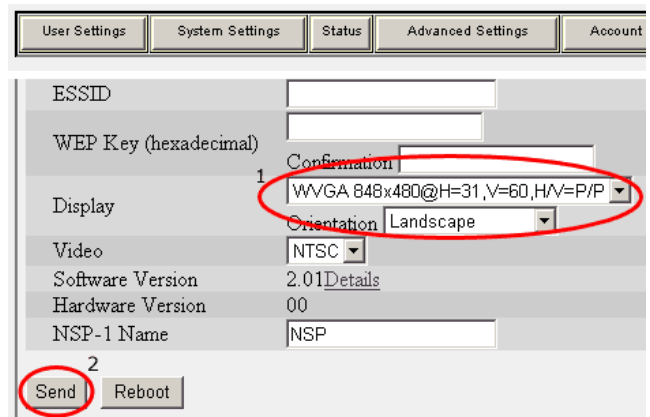 User Settings System Settings Status Advanced Settings Account
ESSID
WEP Key (hexadecimal)
Confirmation
1
Display WVGA 848x480@H=31,V=60,H/V=P/P
Orientation Landscape
Video NTSC
Software Version 2.01Details
Hardware Version 00
NSP-1 Name NSP
2
Send Reboot